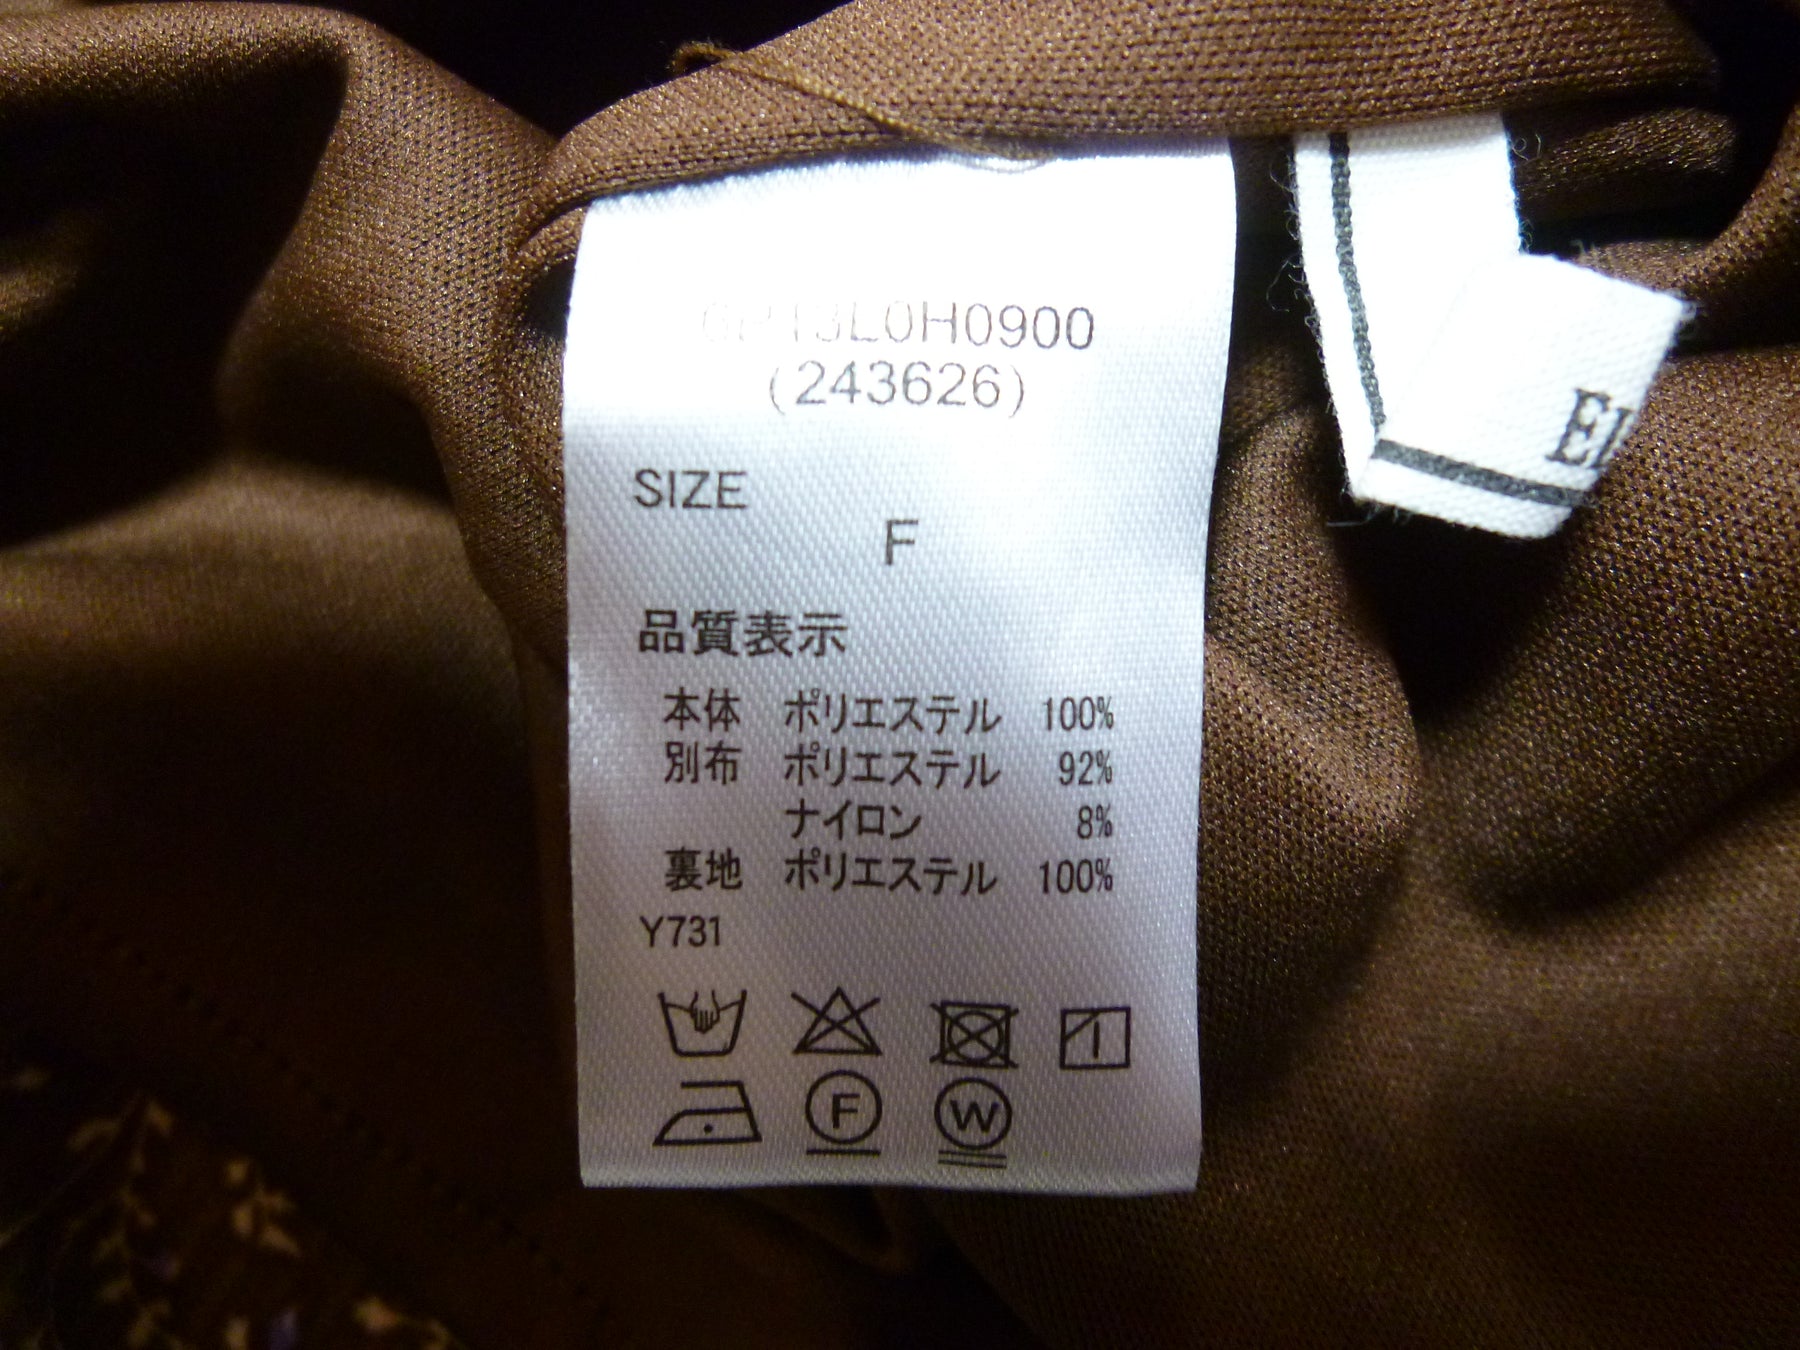 L0H0900
(243626)
SIZE
F
品質表示
本体 ポリエステル 100%
別布 ポリエステル 92%
ナイロン 8%
裏地 ポリエステル 100%
Y731
F W